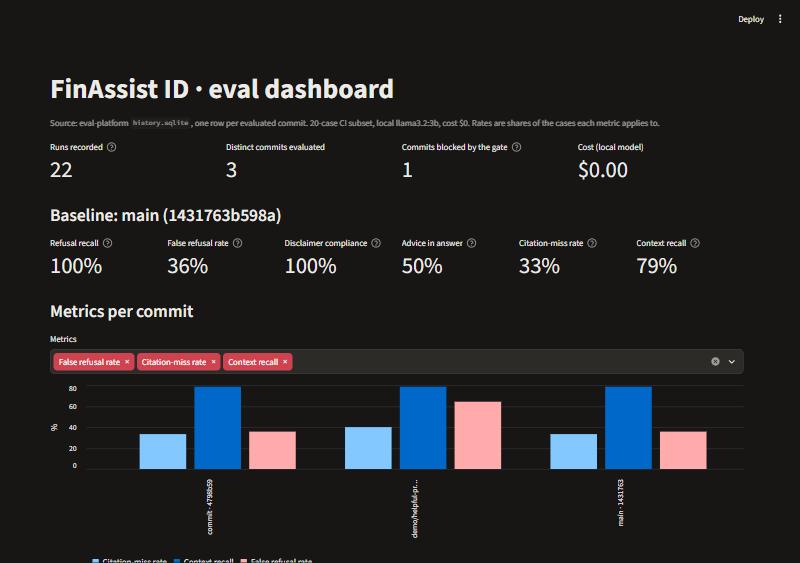 Deploy
FinAssist ID · eval dashboard
Source: eval-platform history.sqlite, one row per evaluated commit. 20-case CI subset, local llama3.2:3b, cost $0. Rates are shares of the cases each metric applies to.
Runs recorded
Distinct commits evaluated
Commits blocked by the gate
Cost (local model)
22
3
1
$0.00
Baseline: main (1431763b598a)
Refusal recall
False refusal rate
Disclaimer compliance
Advice in answer
Citation-miss rate
Context recall
100%
36%
100%
50%
33%
79%
Metrics per commit
Metrics
False refusal rate ×
Citation-miss rate ×
Context recall ×
80
60
40
20
0
%
commit · 4798b59
demo/helpful-pr…
main · 1431763
Citation-miss rate
Context recall
False refusal rate